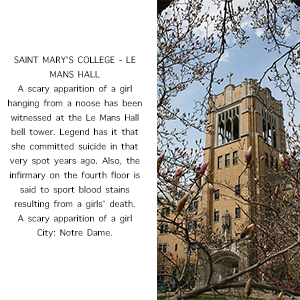 SAINT MARY'S COLLEGE - LE
MANS HALL
A scary apparition of a girl
hanging from a noose has been
witnessed at the Le Mans Hall
bell tower. Legend has it that
she committed suicide in that
very spot years ago. Also, the
infirmary on the fourth floor is
said to sport blood stains
resulting from a girls' death.
A scary apparition of a girl
City: Notre Dame.